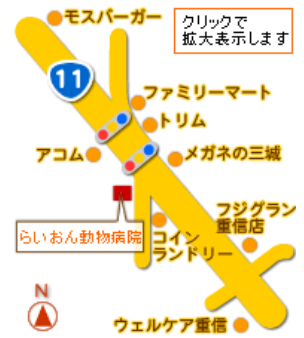 モスバーガー
クリックで
拡大表示します
11
ファミリーマート
トリム
アコム
メガネの三城
らいおん動物病院
コイン
ランドリー
フジグラン
重信店
N
ウェルケア重信